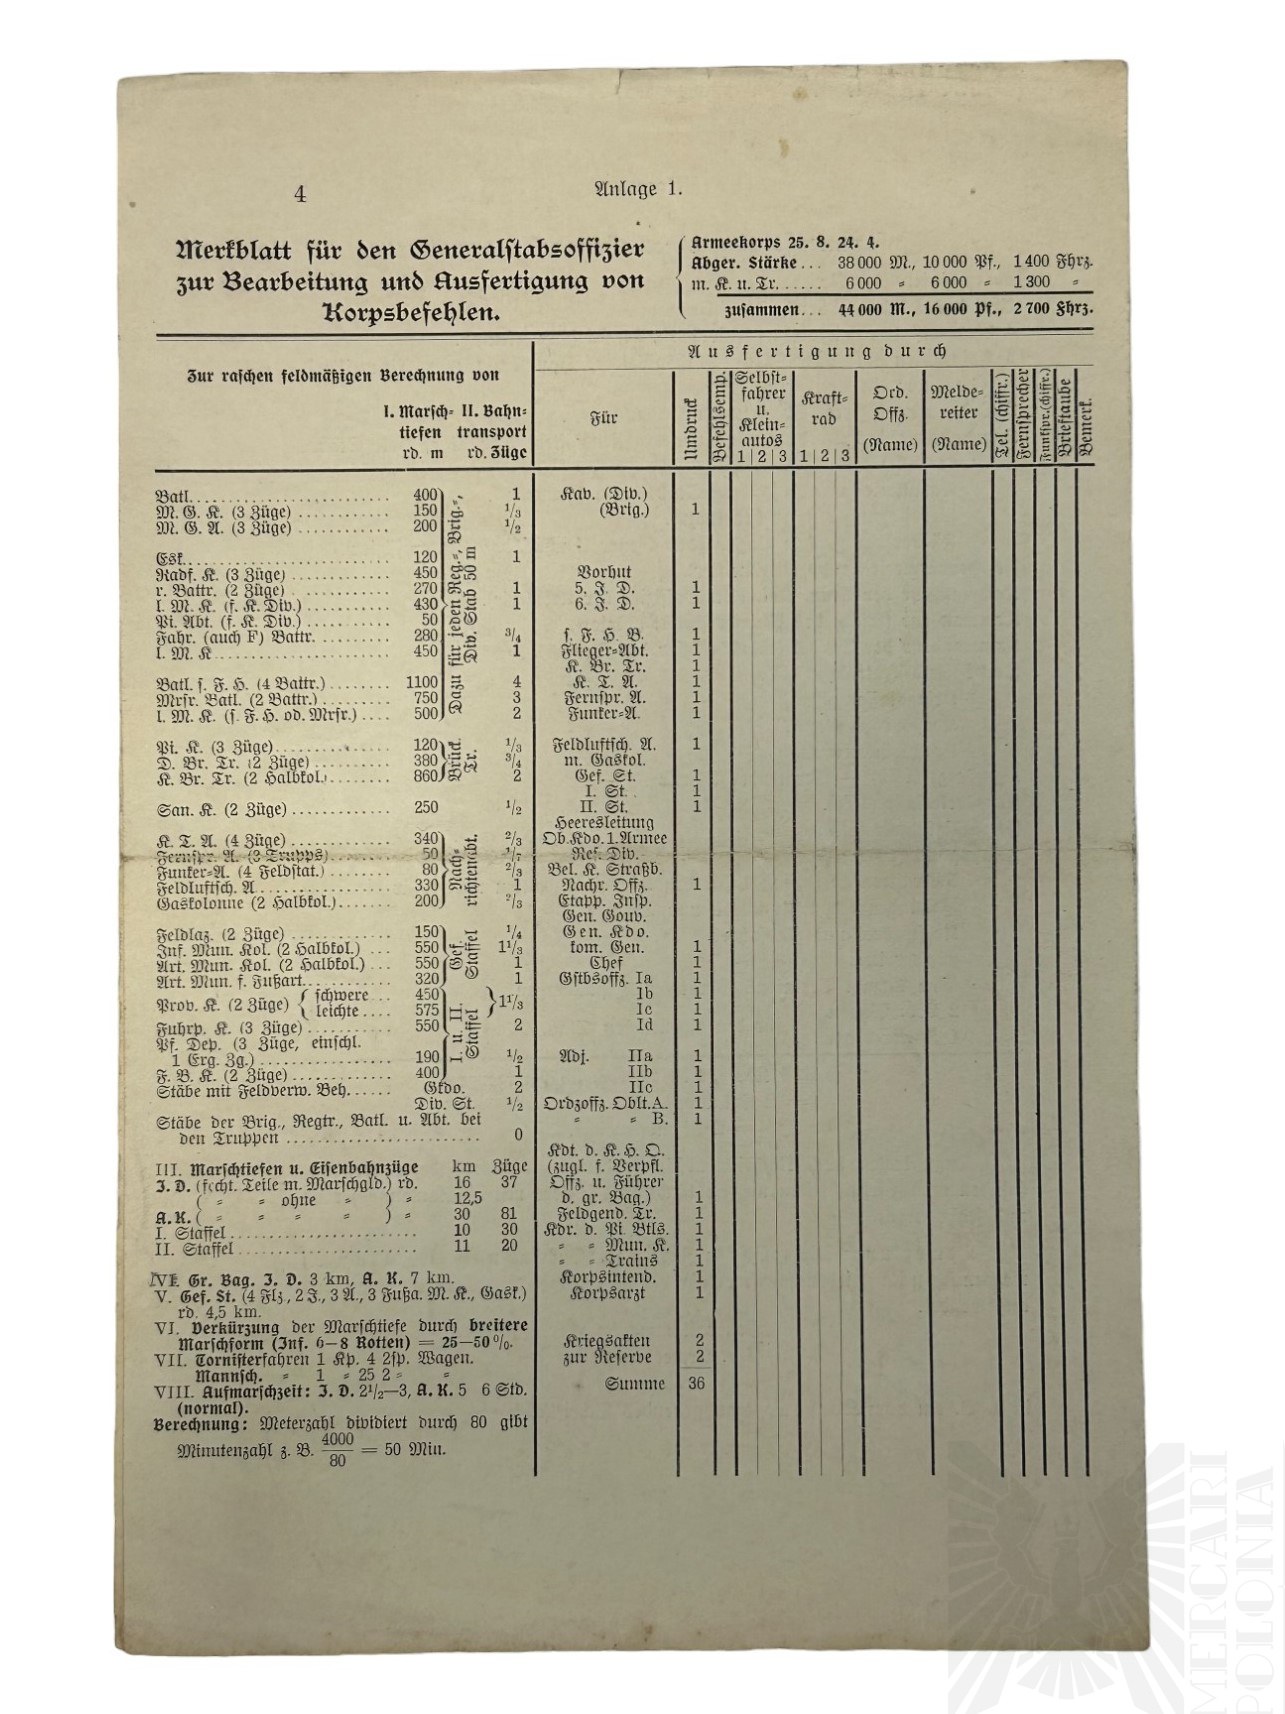 4
Anlage 1.
Merkblatt für den Generalstabsoffizier
zur Bearbeitung und Ausfertigung von
Korpsbefehlen.
Armeekorps 25. 8. 24. 4.
Abger. Stärke... 38 000 M., 10 000 Pf., 1 400 Fhrz.
m. K. u. Tr. ...... 6 000 " 6 000 " 1 300 "
zusammen... 44 000 M., 16 000 Pf., 2 700 Fhrz.
Zur raschen feldmäßigen Berechnung von
I. Marsch- II. Bahn-
tiefen transport
rd. m rd. Züge
Batl. 400 1
M. G. K. (3 Züge) 150 1/3
M. G. A. (3 Züge) 200 1/2
Esk. 120 1
Radf. K. (3 Züge) 450
r. Battr. (2 Züge) 270 1
l. M. K. (f. K. Div.) 430 1
Pi. Abt. (f. K. Div.) 50
Fahr. (auch F) Battr. 280 3/4
l. M. K 450 1
Dazu für jeden Reg.-, Brig.-,
Div. Stab 50 m
Batl. s. F. H. (4 Battr.) 1100 4
Mrsr. Batl. (2 Battr.) 750 3
l. M. K. (s. F. H. od. Mrsr.) 500 2
Pi. K. (3 Züge) 120 1/3
D. Br. Tr. (2 Züge) 380 3/4
K. Br. Tr. (2 Halbkol.) 860 2
Brück.
Tr.
San. K. (2 Züge) 250 1/2
K. T. A. (4 Züge) 340 2/3
Fernspr. A. (3 Trupps) 50 1/7
Funker-A. (4 Feldstat.) 80 2/3
Feldluftsch. A 330 1
Gaskolonne (2 Halbkol.) 200 2/3
Nach-
richtenabt.
Feldlaz. (2 Züge) 150 1/4
Inf. Mun. Kol. (2 Halbkol.) 550 1 1/3
Art. Mun. Kol. (2 Halbkol.) 550 1
Art. Mun. f. Fußart. 320 1
Gef.
Staffel
Prov. K. (2 Züge) { schwere 450
leichte 575 } 1 1/3
Fuhrp. K. (3 Züge) 550 2
Pf. Dep. (3 Züge, einschl.
1 Erg. Zg.) 190 1/2
F. B. K. (2 Züge) 400 1
I. u. II.
Staffel
Stäbe mit Feldverw. Beh. Gkdo. 2
Div. St. 1/2
Stäbe der Brig., Regtr., Batl. u. Abt. bei
den Truppen 0
III. Marschtiefen u. Eisenbahnzüge km Züge
J. D. (fecht. Teile m. Marschgld.) rd. 16 37
( " " ohne " ) " 12,5
A. K. ( " " " " ) " 30 81
I. Staffel 10 30
II. Staffel 11 20
IV. Gr. Bag. J. D. 3 km, A. K. 7 km.
V. Gef. St. (4 Flz., 2 J., 3 A., 3 Fußa. M. K., Gask.)
rd. 4,5 km.
VI. Verkürzung der Marschtiefe durch breitere
Marschform (Inf. 6—8 Rotten) = 25—50%.
VII. Tornisterfahren 1 Kp. 4 2sp. Wagen.
Mannsch. " 1 " 25 2 " "
VIII. Aufmarschzeit: J. D. 2 1/2—3, A. K. 5 6 Std.
(normal).
Berechnung: Meterzahl dividiert durch 80 gibt
Minutenzahl z. B. 4000/80 = 50 Min.
Ausfertigung durch
Für
Umdruck
Befehlsemp.
Selbst-
fahrer
u.
Klein-
autos
1 | 2 | 3
Kraft-
rad
1 | 2 | 3
Ord.
Offz.
(Name)
Melde-
reiter
(Name)
Tel. (chiffr.)
Fernsprecher
Funkspr. (chiffr.)
Brieftaube
Bemerk.
Kav. (Div.)
(Brig.) 1
Vorhut
5. J. D. 1
6. J. D. 1
s. F. H. B. 1
Flieger-Abt. 1
K. Br. Tr. 1
K. T. A. 1
Fernspr. A. 1
Funker-A. 1
Feldluftsch. A. 1
m. Gaskol.
Gef. St. 1
I. St. 1
II. St. 1
Heeresleitung
Ob. Kdo. 1. Armee
Res. Div.
Bel. K. Straßb.
Nachr. Offz. 1
Etapp. Insp.
Gen. Gouv.
Gen. Kdo.
kom. Gen. 1
Chef 1
Gstbsoffz. Ia 1
Ib 1
Ic 1
Id 1
Adj. IIa 1
IIb 1
IIc 1
Ordzoffz. Oblt. A. 1
" " B. 1
Kdt. d. K. H. Q.
(zugl. f. Verpfl.
Offz. u. Führer
d. gr. Bag.) 1
Feldgend. Tr. 1
Kdr. d. Pi. Btls. 1
" " Mun. K. 1
" " Trains 1
Korpsintend. 1
Korpsarzt 1
Kriegsakten 2
zur Reserve 2
Summe 36
MERCARI
POLONIA